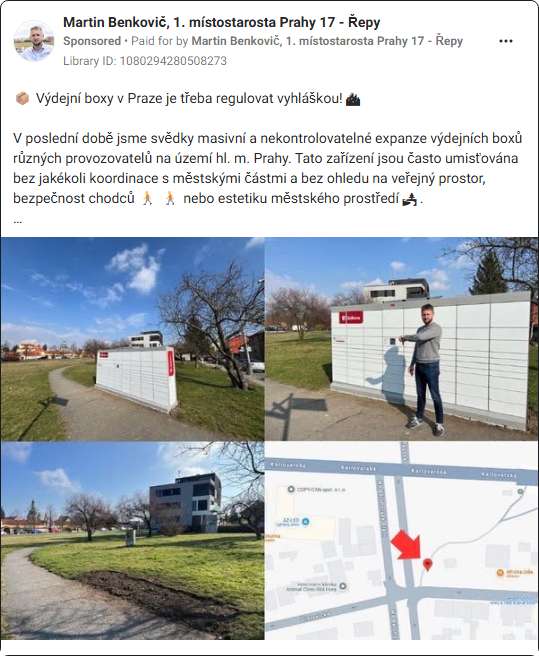 Martin Benkovič, 1. místostarosta Prahy 17 - Řepy
Sponsored • Paid for by Martin Benkovič, 1. místostarosta Prahy 17 - Řepy
Library ID: 1080294280508273
📦 Výdejní boxy v Praze je třeba regulovat vyhláškou! 🏙
V poslední době jsme svědky masivní a nekontrolovatelné expanze výdejních boxů
různých provozovatelů na území hl. m. Prahy. Tato zařízení jsou často umisťována
bez jakékoli koordinace s městskými částmi a bez ohledu na veřejný prostor,
bezpečnost chodců 🚶 🚶 nebo estetiku městského prostředí 🏞.
...
Karlovarská
Karlovarská
Karlovarská
Karlovarská